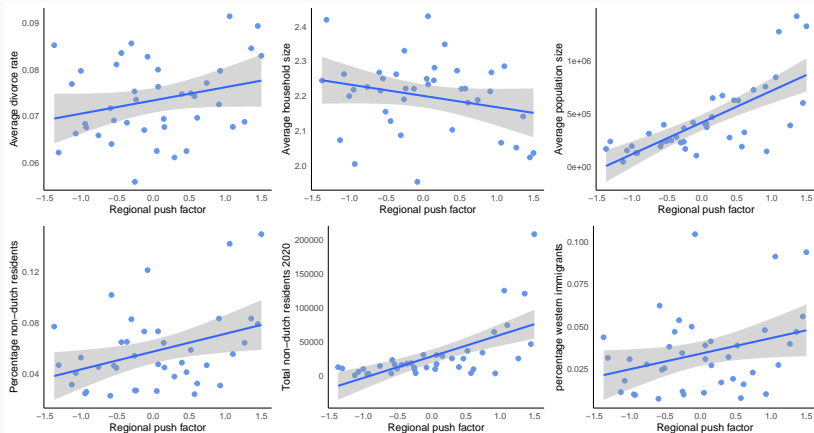 Average divorce rate
0.09
0.08
0.07
0.06
−1.5 −1.0 −0.5 0.0 0.5 1.0 1.5
Regional push factor
Average household size
2.4
2.2
2.0
−1.5 −1.0 −0.5 0.0 0.5 1.0 1.5
Regional push factor
Average population size
1e+06
5e+05
0e+00
−1.5 −1.0 −0.5 0.0 0.5 1.0 1.5
Regional push factor
Percentage non−dutch residents
0.12
0.08
0.04
−1.5 −1.0 −0.5 0.0 0.5 1.0 1.5
Regional push factor
Total non−dutch residents 2020
200000
150000
100000
50000
0
−1.5 −1.0 −0.5 0.0 0.5 1.0 1.5
Regional push factor
percentage western immigrants
0.100
0.075
0.050
0.025
−1.5 −1.0 −0.5 0.0 0.5 1.0 1.5
Regional push factor